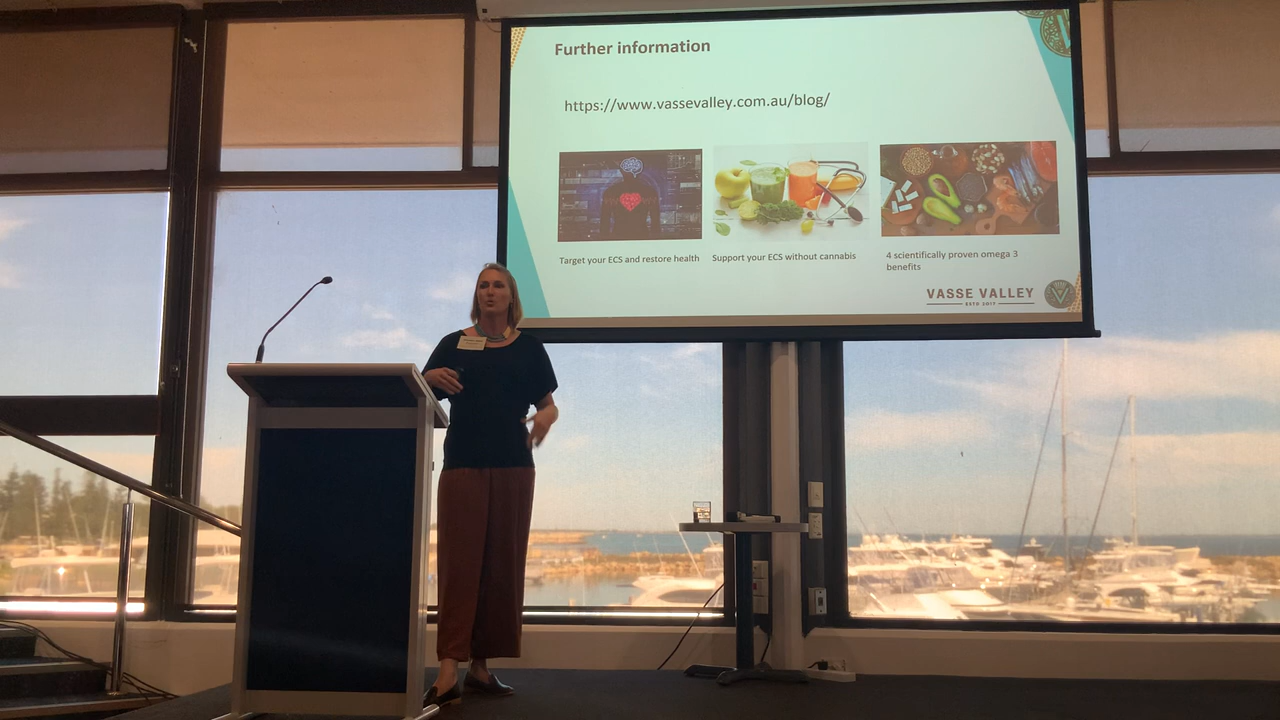 Further information
https://www.vassevalley.com.au/blog/
Target your ECS and restore health
Support your ECS without cannabis
4 scientifically proven omega 3
benefits
VASSE VALLEY
ESTD 2017